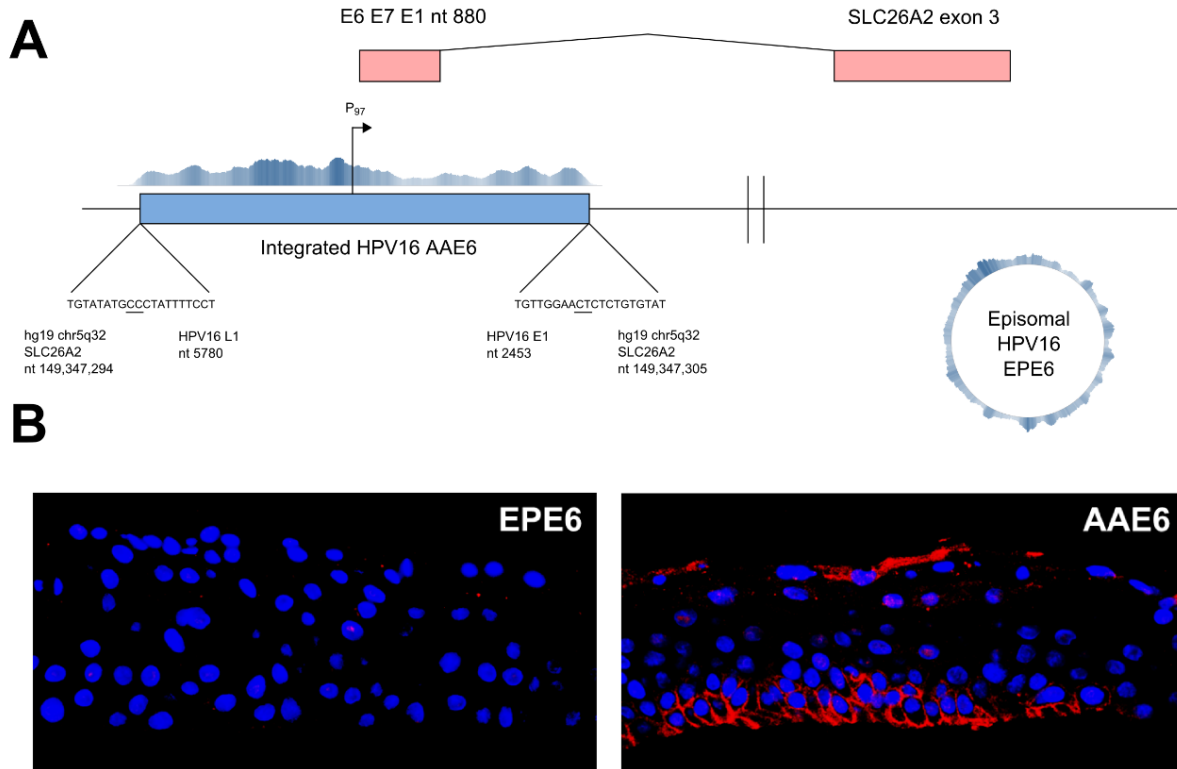 A
E6 E7 E1 nt 880
SLC26A2 exon 3
P97
Integrated HPV16 AAE6
TGTATATGCCCTATTTTCCT
TGTTGGAACTCTCTGTGTAT
hg19 chr5q32
SLC26A2
nt 149,347,294
HPV16 L1
nt 5780
HPV16 E1
nt 2453
hg19 chr5q32
SLC26A2
nt 149,347,305
Episomal
HPV16
EPE6
B
EPE6
AAE6